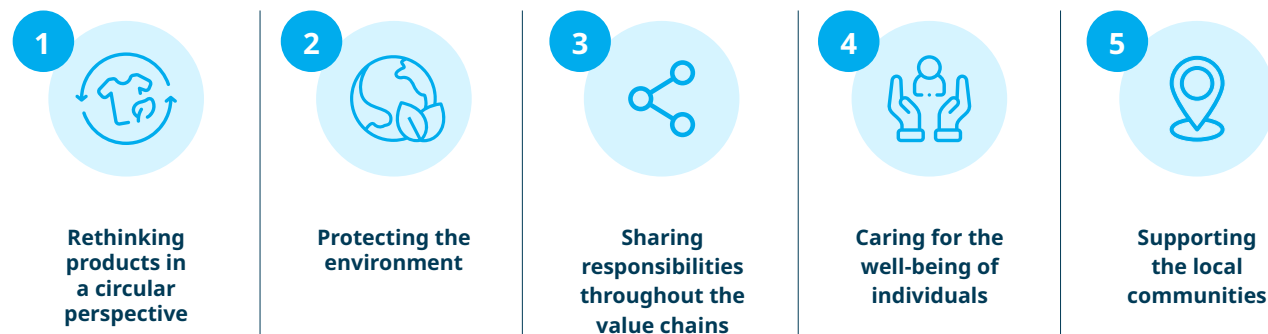 1
Rethinking
products in
a circular
perspective
2
Protecting the
environment
3
Sharing
responsibilities
throughout the
value chains
4
Caring for the
well-being of
individuals
5
Supporting
the local
communities